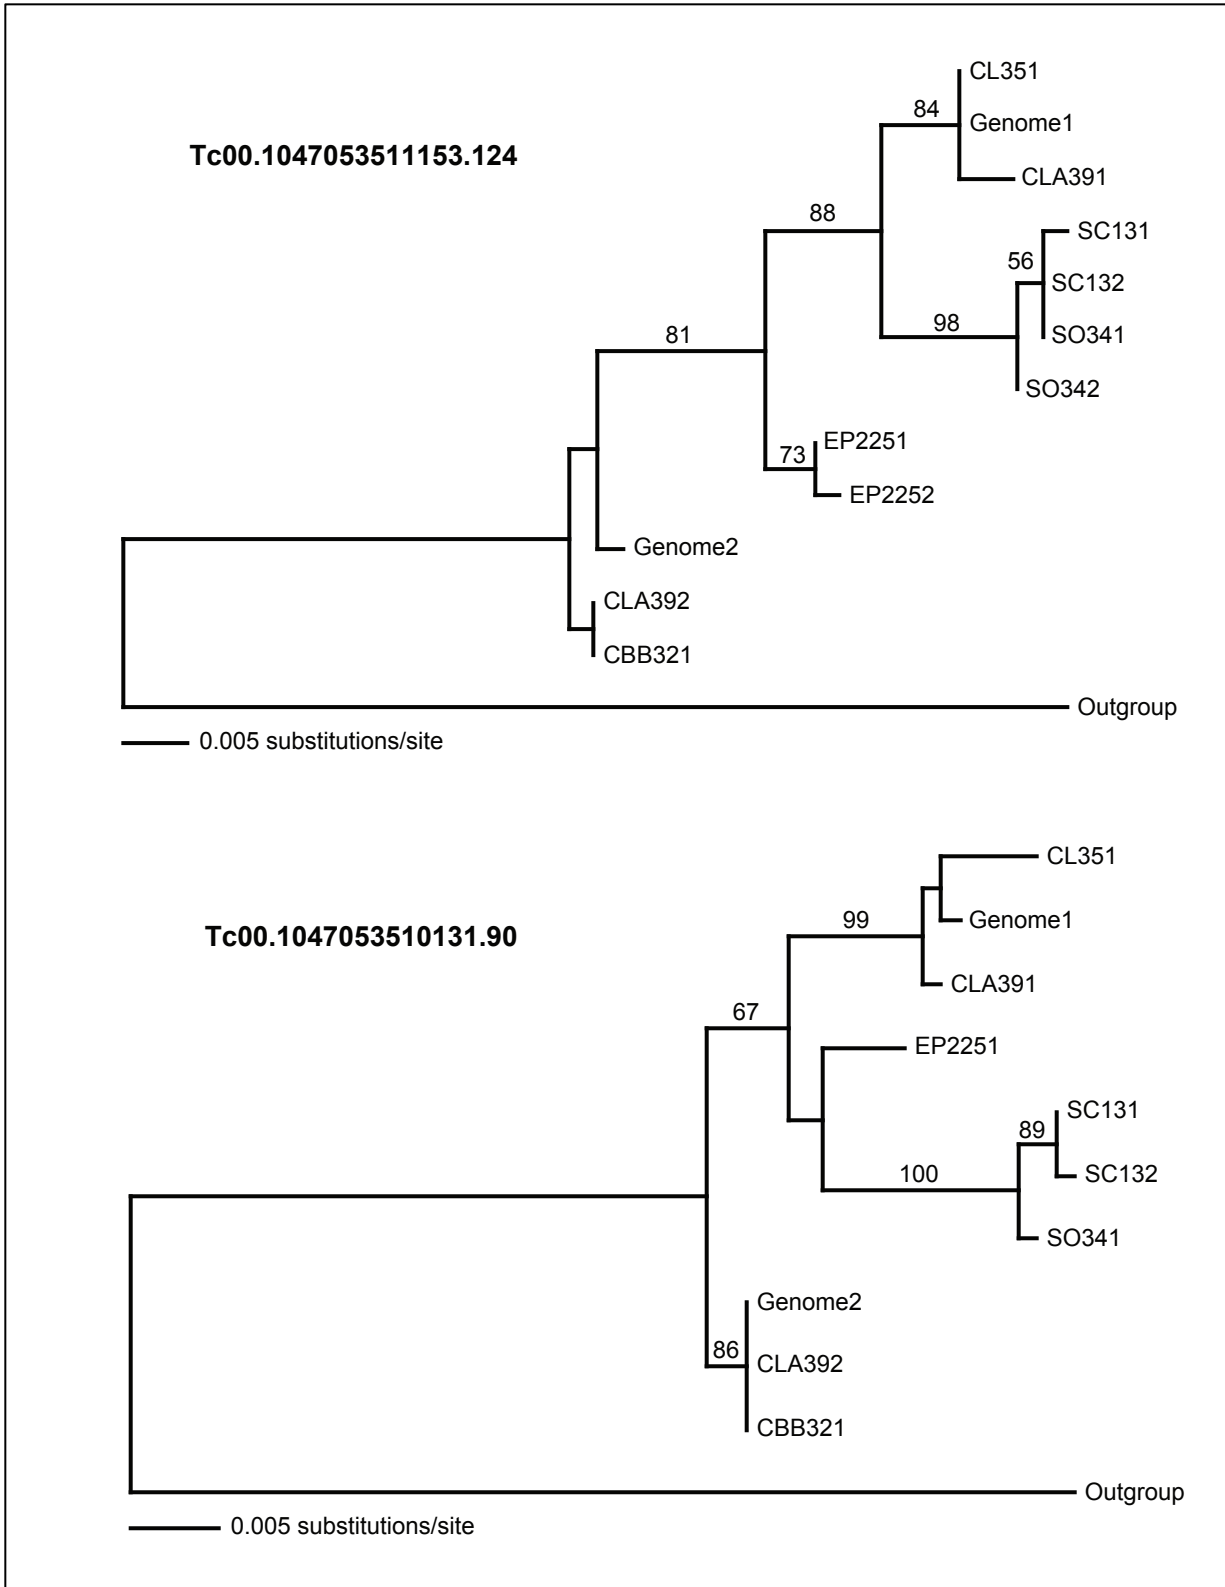 CL351
84
Genome1
Tc00.1047053511153.124
CLA391
88
SC131
56
SC132
98
81
SO341
SO342
EP2251
73
EP2252
Genome2
CLA392
CBB321
Outgroup
0.005 substitutions/site
CL351
99
Genome1
Tc00.1047053510131.90
CLA391
67
EP2251
SC131
89
SC132
100
SO341
Genome2
86
CLA392
CBB321
Outgroup
0.005 substitutions/site